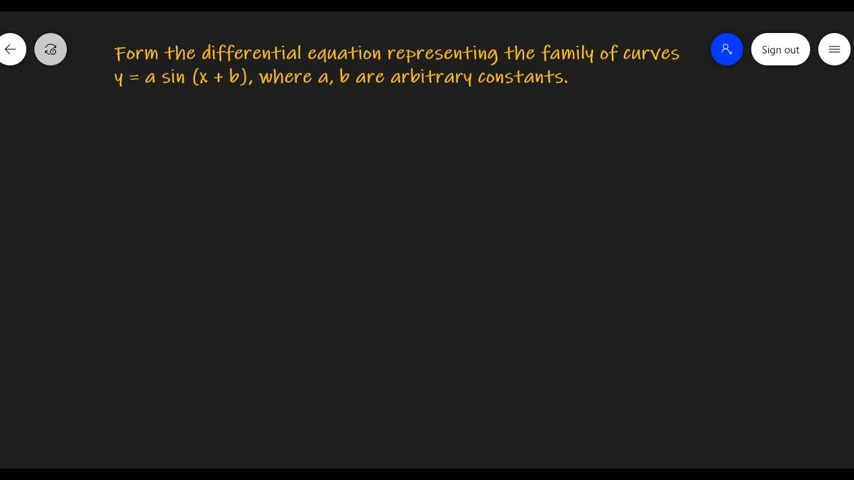 Form the differential equation representing the family of curves
y = a sin (x + b), where a, b are arbitrary constants.
Sign out